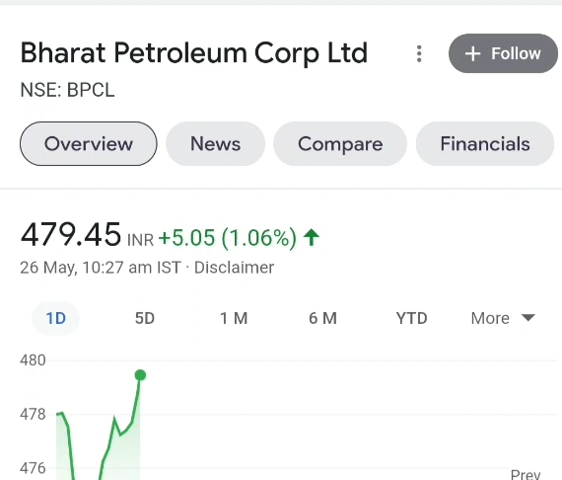 Bharat Petroleum Corp Ltd
+ Follow
NSE: BPCL
Overview News Compare Financials
479.45 INR +5.05 (1.06%)
26 May, 10:27 am IST · Disclaimer
1D 5D 1 M 6 M YTD More
480
478
476
Prev